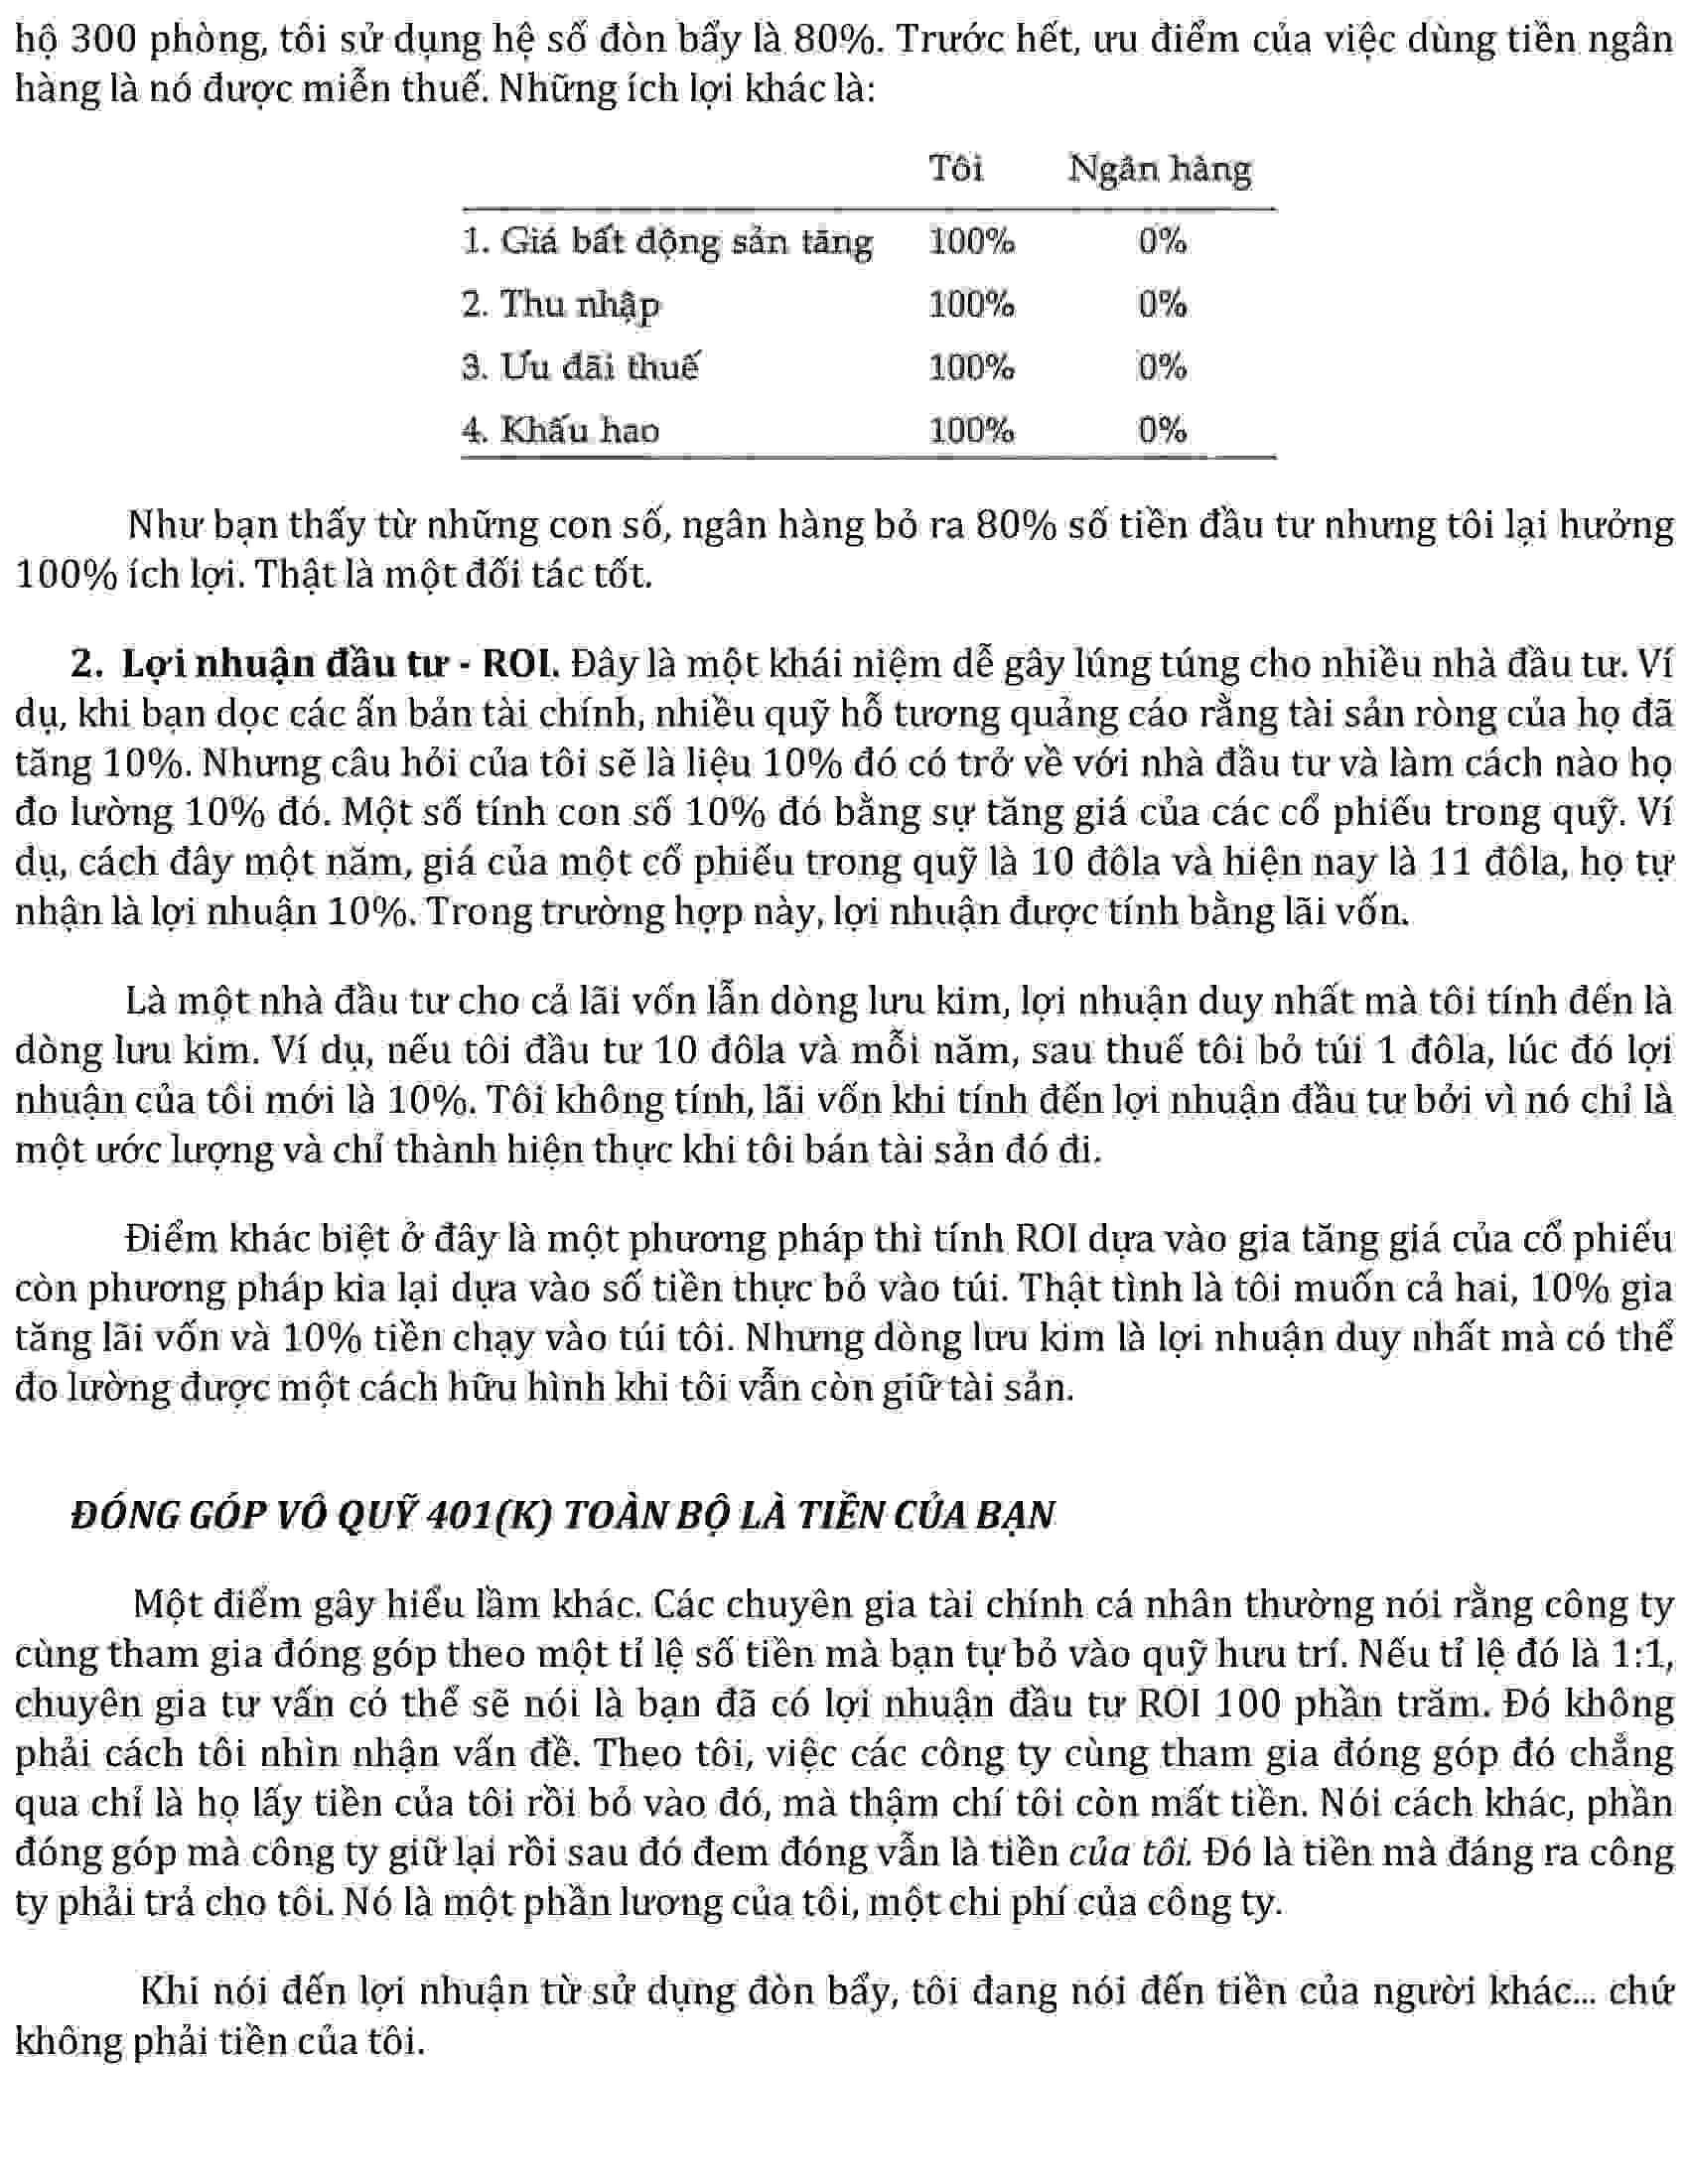 hộ 300 phòng, tôi sử dụng hệ số đòn bẩy là 80%. Trước hết, ưu điểm của việc dùng tiền ngân
hàng là nó được miễn thuế. Những ích lợi khác là:
Tôi Ngân hàng
1. Giá bất động sản tăng 100% 0%
2. Thu nhập 100% 0%
3. Ưu đãi thuế 100% 0%
4. Khấu hao 100% 0%
Như bạn thấy từ những con số, ngân hàng bỏ ra 80% số tiền đầu tư nhưng tôi lại hưởng
100% ích lợi. Thật là một đối tác tốt.
2. Lợi nhuận đầu tư - ROI. Đây là một khái niệm dễ gây lúng túng cho nhiều nhà đầu tư. Ví
dụ, khi bạn dọc các ấn bản tài chính, nhiều quỹ hỗ tương quảng cáo rằng tài sản ròng của họ đã
tăng 10%. Nhưng câu hỏi của tôi sẽ là liệu 10% đó có trở về với nhà đầu tư và làm cách nào họ
đo lường 10% đó. Một số tính con số 10% đó bằng sự tăng giá của các cổ phiếu trong quỹ. Ví
dụ, cách đây một năm, giá của một cổ phiếu trong quỹ là 10 đôla và hiện nay là 11 đôla, họ tự
nhận là lợi nhuận 10%. Trong trường hợp này, lợi nhuận được tính bằng lãi vốn.
Là một nhà đầu tư cho cả lãi vốn lẫn dòng lưu kim, lợi nhuận duy nhất mà tôi tính đến là
dòng lưu kim. Ví dụ, nếu tôi đầu tư 10 đôla và mỗi năm, sau thuế tôi bỏ túi 1 đôla, lúc đó lợi
nhuận của tôi mới là 10%. Tôi không tính, lãi vốn khi tính đến lợi nhuận đầu tư bởi vì nó chỉ là
một ước lượng và chỉ thành hiện thực khi tôi bán tài sản đó đi.
Điểm khác biệt ở đây là một phương pháp thì tính ROI dựa vào gia tăng giá của cổ phiếu
còn phương pháp kia lại dựa vào số tiền thực bỏ vào túi. Thật tình là tôi muốn cả hai, 10% gia
tăng lãi vốn và 10% tiền chạy vào túi tôi. Nhưng dòng lưu kim là lợi nhuận duy nhất mà có thể
đo lường được một cách hữu hình khi tôi vẫn còn giữ tài sản.
ĐÓNG GÓP VÔ QUỸ 401(K) TOÀN BỘ LÀ TIỀN CỦA BẠN
Một điểm gây hiểu lầm khác. Các chuyên gia tài chính cá nhân thường nói rằng công ty
cùng tham gia đóng góp theo một tỉ lệ số tiền mà bạn tự bỏ vào quỹ hưu trí. Nếu tỉ lệ đó là 1:1,
chuyên gia tư vấn có thể sẽ nói là bạn đã có lợi nhuận đầu tư ROI 100 phần trăm. Đó không
phải cách tôi nhìn nhận vấn đề. Theo tôi, việc các công ty cùng tham gia đóng góp đó chẳng
qua chỉ là họ lấy tiền của tôi rồi bỏ vào đó, mà thậm chí tôi còn mất tiền. Nói cách khác, phần
đóng góp mà công ty giữ lại rồi sau đó đem đóng vẫn là tiền của tôi. Đó là tiền mà đáng ra công
ty phải trả cho tôi. Nó là một phần lương của tôi, một chi phí của công ty.
Khi nói đến lợi nhuận từ sử dụng đòn bẩy, tôi đang nói đến tiền của người khác... chứ
không phải tiền của tôi.